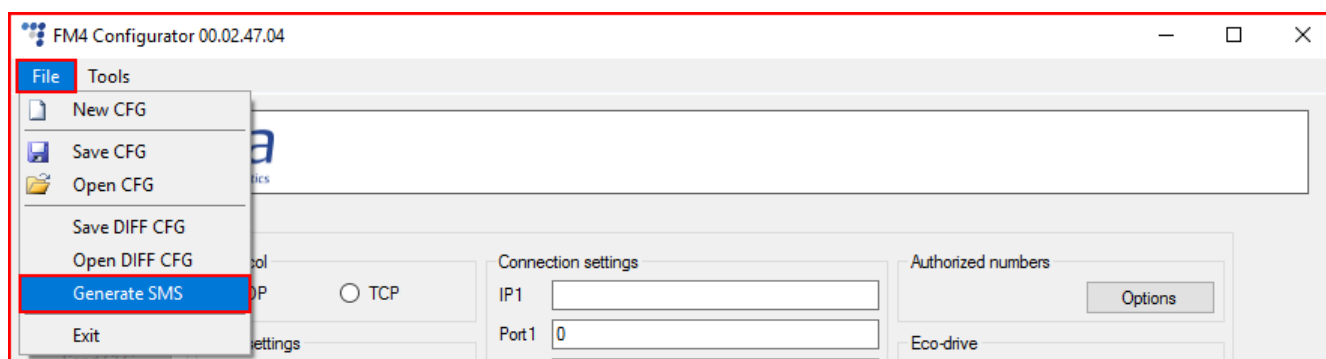 FM4 Configurator 00.02.47.04
File Tools
New CFG
Save CFG
Open CFG
Save DIFF CFG
Open DIFF CFG
Generate SMS
Exit
TCP
Connection settings
IP1
Port1 0
Authorized numbers
Options
Eco-drive